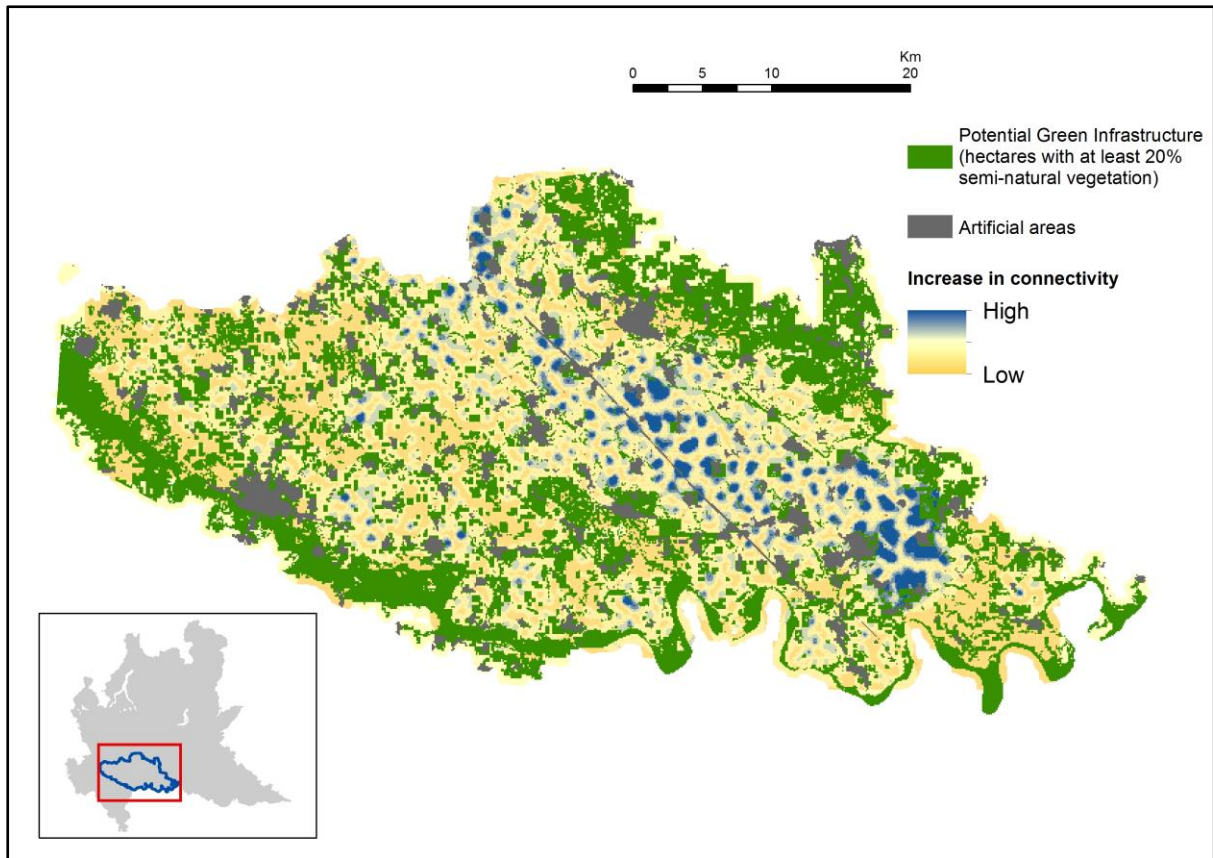 Km
0 5 10 20
Potential Green Infrastructure
(hectares with at least 20%
semi-natural vegetation)
Artificial areas
Increase in connectivity
High
Low